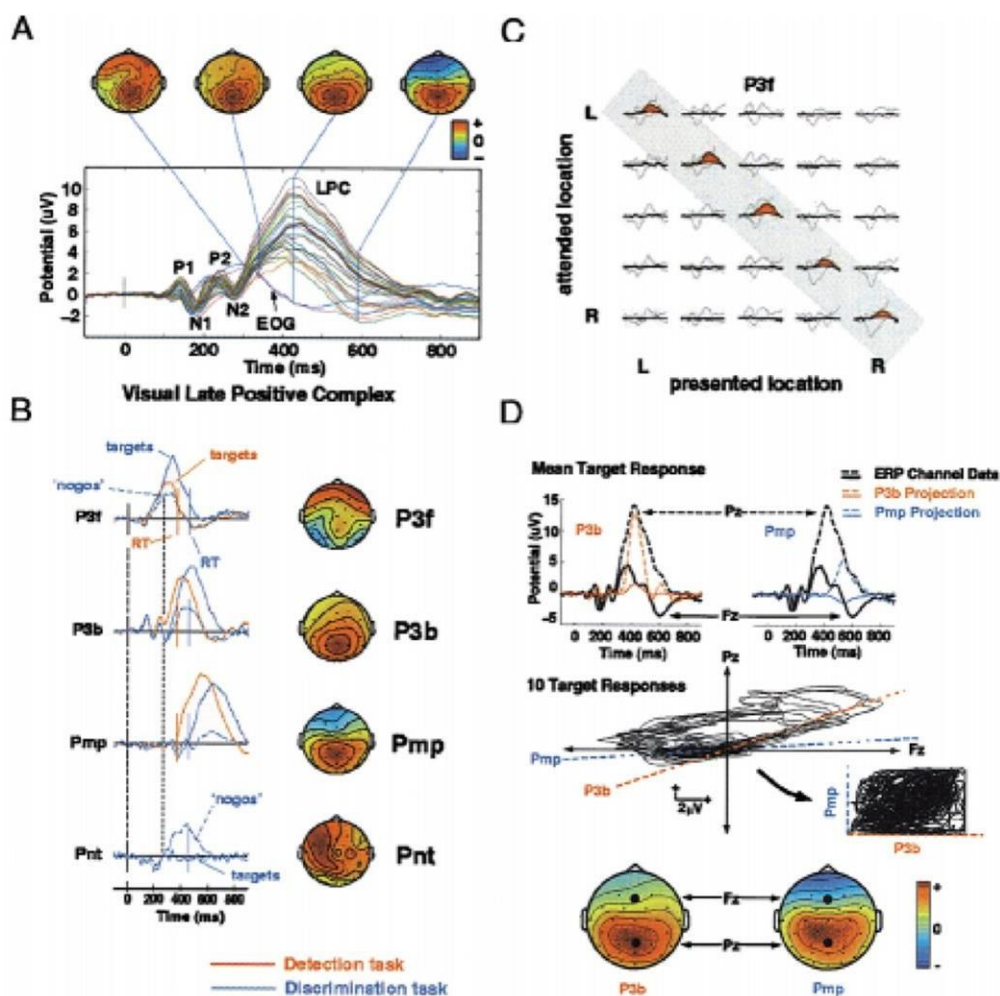 A
+
0
-
10
8
6
4
2
0
-2
Potential (uV)
LPC
P1
P2
N1
N2
EOG
0
200
400
600
800
Time (ms)
Visual Late Positive Complex
B
targets
targets
'nogos'
P3f
RT
RT
P3f
P3b
P3b
Pmp
Pmp
'nogos'
Pnt
targets
Pnt
0
200
400
600
800
Time (ms)
Detection task
Discrimination task
C
P3f
L
attended location
R
L
R
presented location
D
Mean Target Response
ERP Channel Data
P3b Projection
Pmp Projection
15
10
5
0
-5
Potential (uV)
P3b
Pz
Pmp
Fz
0 200 400 600 800
0 200 400 600 800
Time (ms)
Time (ms)
Pz
10 Target Responses
Pmp
Fz
P3b
2μV
Pmp
P3b
Fz
Pz
+
0
-
P3b
Pmp